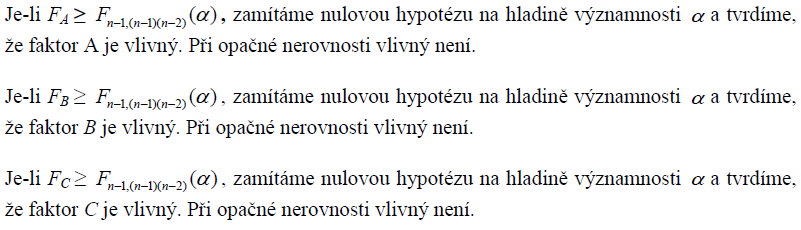 Je-li F_A ≥ F_{n–1,(n–1)(n–2)}(α), zamítáme nulovou hypotézu na hladině významnosti α a tvrdíme,
že faktor A je vlivný. Při opačné nerovnosti vlivný není.
Je-li F_B ≥ F_{n–1,(n–1)(n–2)}(α), zamítáme nulovou hypotézu na hladině významnosti α a tvrdíme,
že faktor B je vlivný. Při opačné nerovnosti vlivný není.
Je-li F_C ≥ F_{n–1,(n–1)(n–2)}(α), zamítáme nulovou hypotézu na hladině významnosti α a tvrdíme,
že faktor C je vlivný. Při opačné nerovnosti vlivný není.